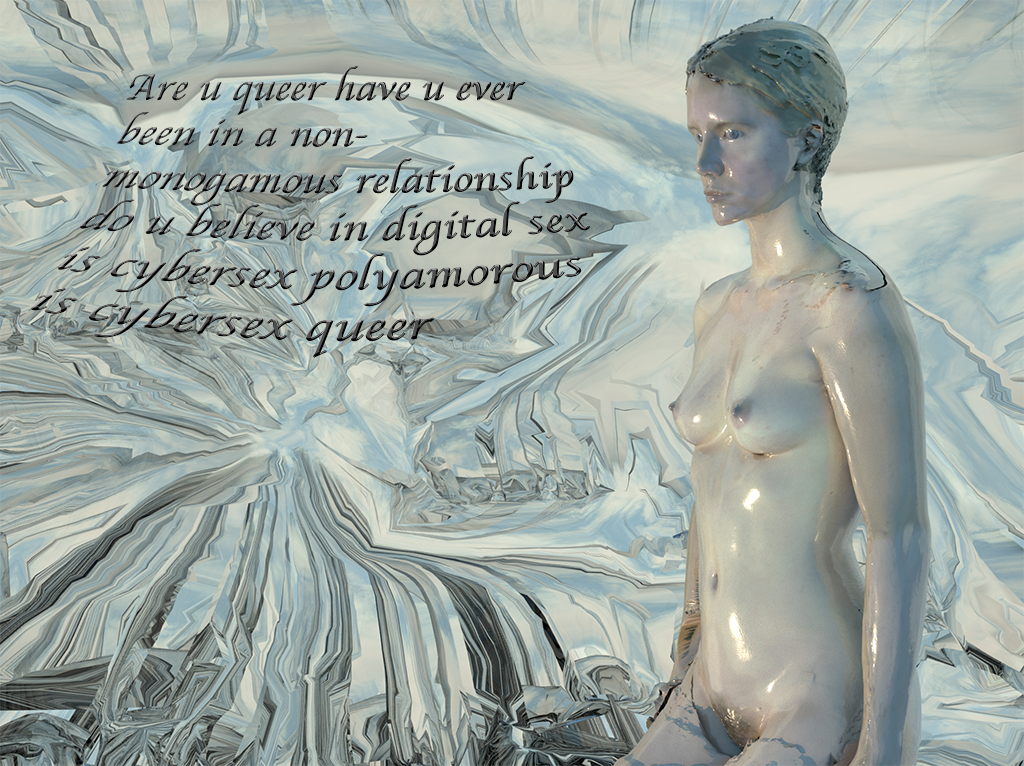 Are u queer have u ever
been in a non-
monogamous relationship
do u believe in digital sex
is cybersex polyamorous
is cybersex queer